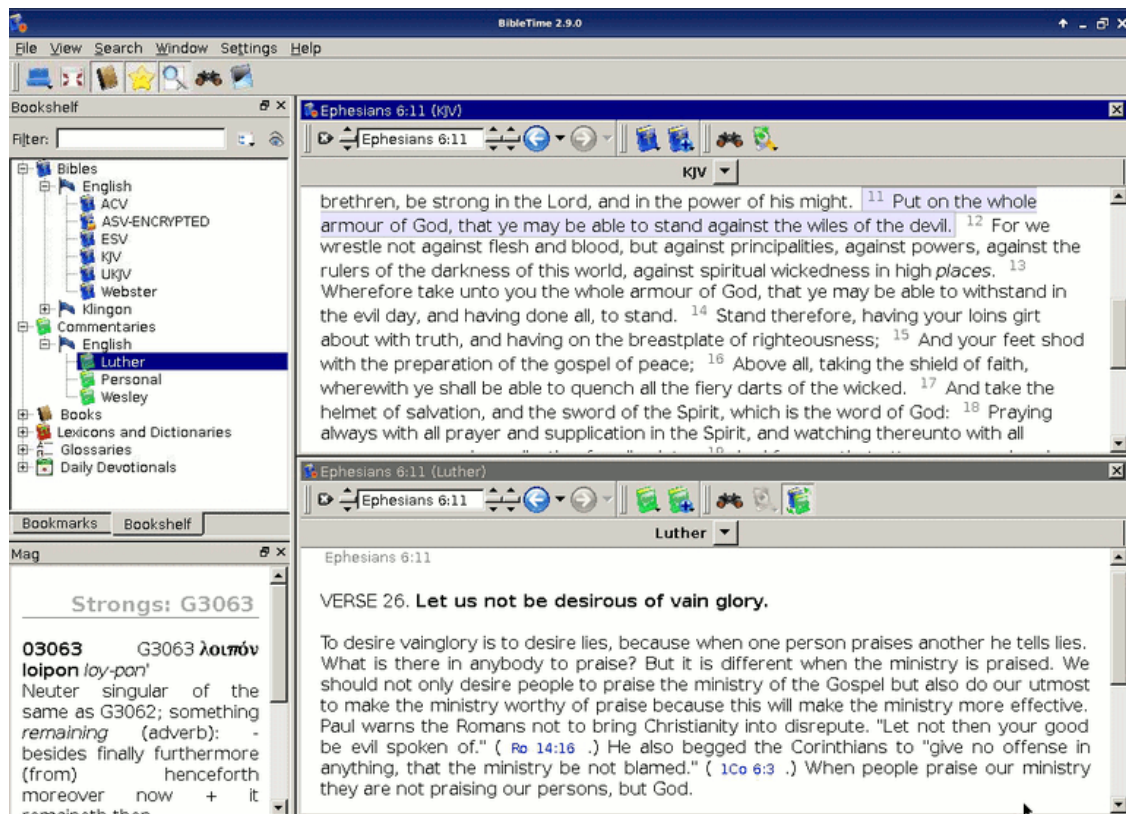 BibleTime 2.9.0
File View Search Window Settings Help
Bookshelf
Filter:
Bibles
English
ACV
ASV-ENCRYPTED
ESV
KJV
UKJV
Webster
Klingon
Commentaries
English
Luther
Personal
Wesley
Books
Lexicons and Dictionaries
Glossaries
Daily Devotionals
Bookmarks Bookshelf
Mag
Strongs: G3063
03063 G3063 λοιπόν
loipon loy-pon'
Neuter singular of the
same as G3062; something
remaining (adverb): -
besides finally furthermore
(from) henceforth
moreover now + it
remaineth then
Ephesians 6:11 (KJV)
Ephesians 6:11
KJV
brethren, be strong in the Lord, and in the power of his might. 11 Put on the whole
armour of God, that ye may be able to stand against the wiles of the devil. 12 For we
wrestle not against flesh and blood, but against principalities, against powers, against the
rulers of the darkness of this world, against spiritual wickedness in high places. 13
Wherefore take unto you the whole armour of God, that ye may be able to withstand in
the evil day, and having done all, to stand. 14 Stand therefore, having your loins girt
about with truth, and having on the breastplate of righteousness; 15 And your feet shod
with the preparation of the gospel of peace; 16 Above all, taking the shield of faith,
wherewith ye shall be able to quench all the fiery darts of the wicked. 17 And take the
helmet of salvation, and the sword of the Spirit, which is the word of God: 18 Praying
always with all prayer and supplication in the Spirit, and watching thereunto with all
Ephesians 6:11 (Luther)
Ephesians 6:11
Luther
Ephesians 6:11
VERSE 26. Let us not be desirous of vain glory.
To desire vainglory is to desire lies, because when one person praises another he tells lies.
What is there in anybody to praise? But it is different when the ministry is praised. We
should not only desire people to praise the ministry of the Gospel but also do our utmost
to make the ministry worthy of praise because this will make the ministry more effective.
Paul warns the Romans not to bring Christianity into disrepute. "Let not then your good
be evil spoken of." ( Ro 14:16 .) He also begged the Corinthians to "give no offense in
anything, that the ministry be not blamed." ( 1Co 6:3 .) When people praise our ministry
they are not praising our persons, but God.